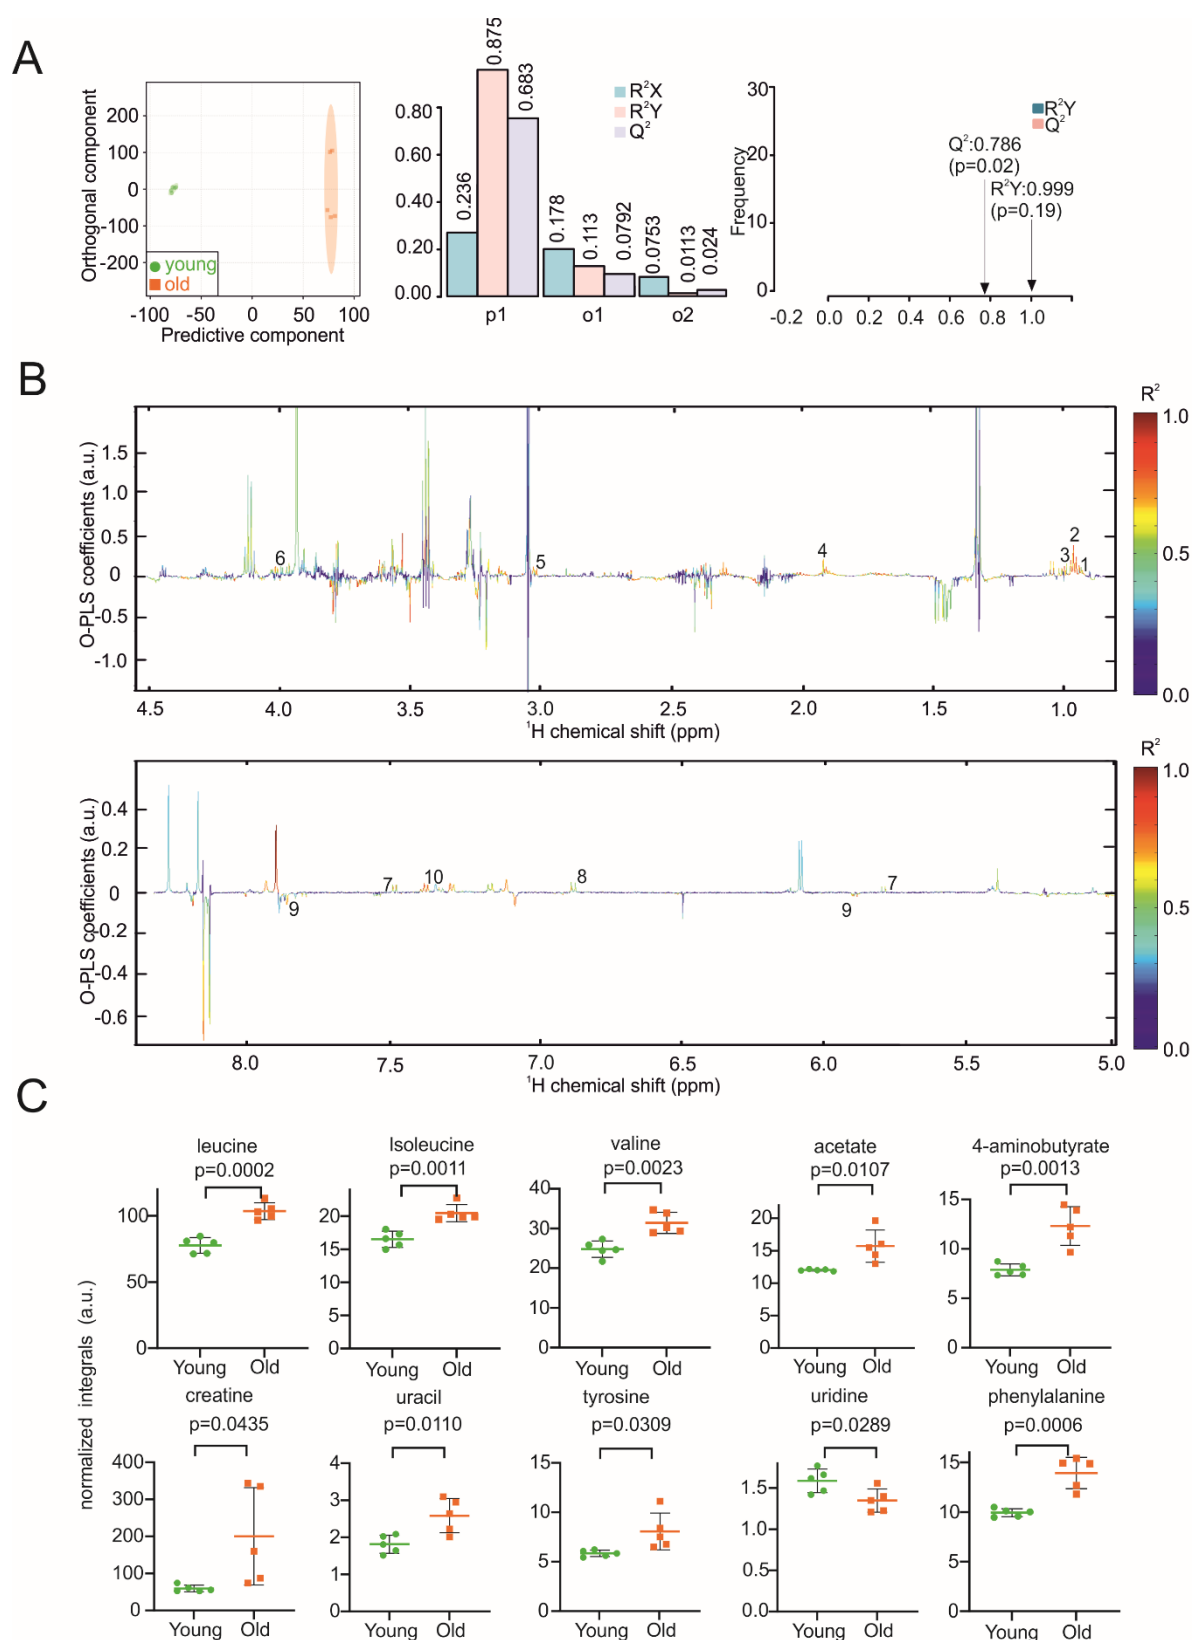 A
Orthogonal component
200
100
0
-100
-200
young
old
-100 -50 0 50 100
Predictive component
0.80
0.60
0.40
0.20
0.00
0.236
0.875
0.683
0.178
0.113
0.0792
0.0753
0.0113
0.024
R²X
R²Y
Q²
p1 o1 o2
Frequency
30
20
10
0
R²Y
Q²
Q²:0.786
(p=0.02)
R²Y:0.999
(p=0.19)
-0.2 0.0 0.2 0.4 0.6 0.8 1.0
B
O-PLS coefficients (a.u.)
1.5
1.0
0.5
0
-0.5
-1.0
6 5 4 3 2 1
4.5 4.0 3.5 3.0 2.5 2.0 1.5 1.0
¹H chemical shift (ppm)
R²
1.0
0.5
0.0
O-PLS coefficients (a.u.)
0.4
0.2
0
-0.2
-0.4
-0.6
9 7 10 8 9 7
8.0 7.5 7.0 6.5 6.0 5.5 5.0
¹H chemical shift (ppm)
R²
1.0
0.5
0.0
C
normalized integrals (a.u.)
leucine
p=0.0002
100
50
0
Young Old
Isoleucine
p=0.0011
20
15
10
5
0
Young Old
valine
p=0.0023
40
30
20
10
0
Young Old
acetate
p=0.0107
20
15
10
5
0
Young Old
4-aminobutyrate
p=0.0013
15
10
5
0
Young Old
creatine
p=0.0435
400
300
200
100
0
Young Old
uracil
p=0.0110
4
3
2
1
0
Young Old
tyrosine
p=0.0309
15
10
5
0
Young Old
uridine
p=0.0289
1.5
1.0
0.5
0.0
Young Old
phenylalanine
p=0.0006
15
10
5
0
Young Old